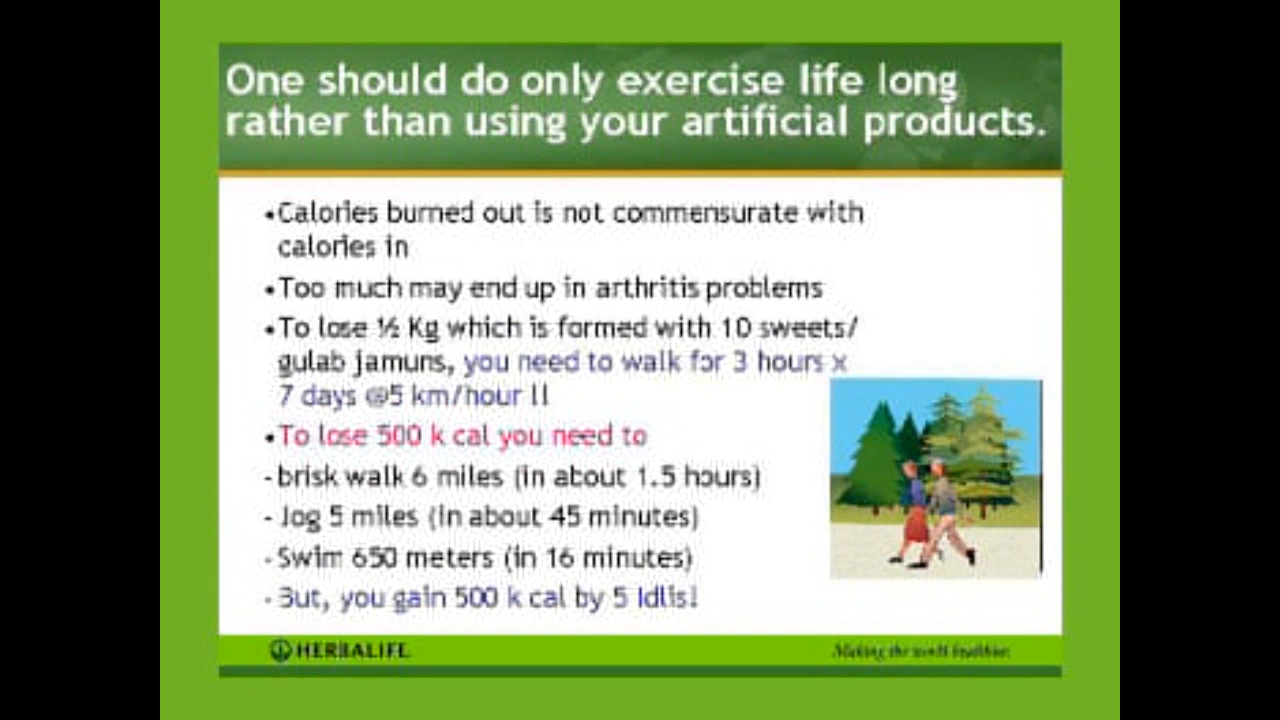 One should do only exercise life long
rather than using your artificial products.
•Calories burned out is not commensurate with
calories in
•Too much may end up in arthritis problems
•To lose ½ Kg which is formed with 10 sweets/
gulab jamuns, you need to walk for 3 hours x
7 days @5 km/hour !!
•To lose 500 k cal you need to
- brisk walk 6 miles (in about 1.5 hours)
- Jog 5 miles (in about 45 minutes)
- Swim 650 meters (in 16 minutes)
- But, you gain 500 k cal by 5 Idlis!
HERBALIFE.
Making the world healthier.